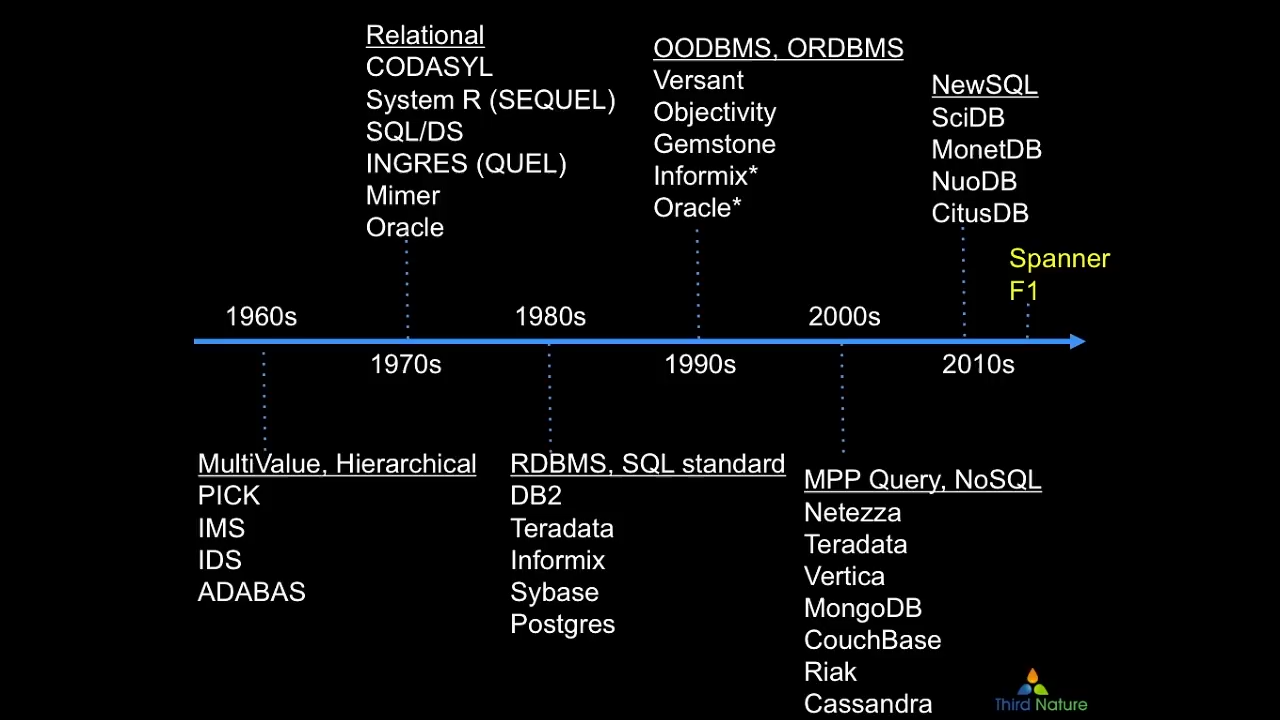 Relational
CODASYL
System R (SEQUEL)
SQL/DS
INGRES (QUEL)
Mimer
Oracle
OODBMS, ORDBMS
Versant
Objectivity
Gemstone
Informix*
Oracle*
NewSQL
SciDB
MonetDB
NuoDB
CitusDB
Spanner
F1
1960s
1970s
1980s
1990s
2000s
2010s
MultiValue, Hierarchical
PICK
IMS
IDS
ADABAS
RDBMS, SQL standard
DB2
Teradata
Informix
Sybase
Postgres
MPP Query, NoSQL
Netezza
Teradata
Vertica
MongoDB
CouchBase
Riak
Cassandra
Third Nature